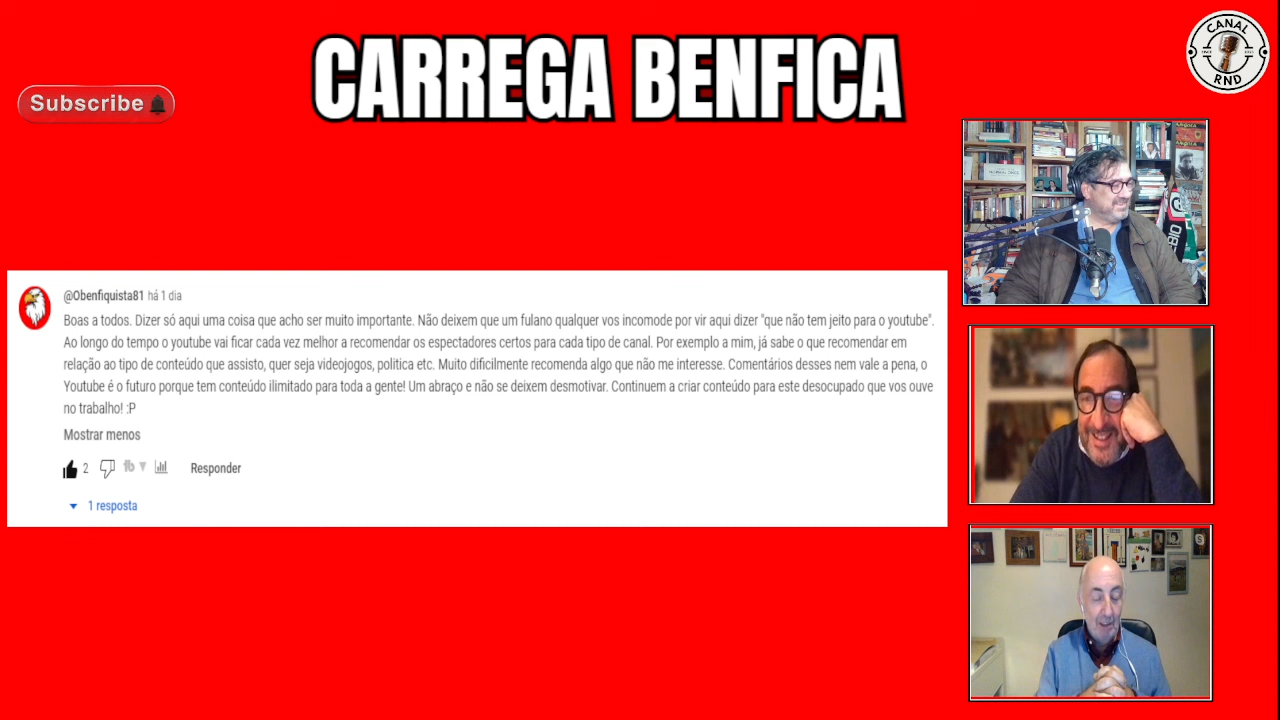 CARREGA BENFICA
CANAL
RND
Subscribe
@Obenfiquista81 há 1 dia
Boas a todos. Dizer só aqui uma coisa que acho ser muito importante. Não deixem que um fulano qualquer vos incomode por vir aqui dizer "que não tem jeito para o youtube".
Ao longo do tempo o youtube vai ficar cada vez melhor a recomendar os espectadores certos para cada tipo de canal. Por exemplo a mim, já sabe o que recomendar em
relação ao tipo de conteúdo que assisto, quer seja videojogos, politica etc. Muito dificilmente recomenda algo que não me interesse. Comentários desses nem vale a pena, o
Youtube é o futuro porque tem conteúdo ilimitado para toda a gente! Um abraço e não se deixem desmotivar. Continuem a criar conteúdo para este desocupado que vos ouve
no trabalho! :P
Mostrar menos
2
Responder
1 resposta